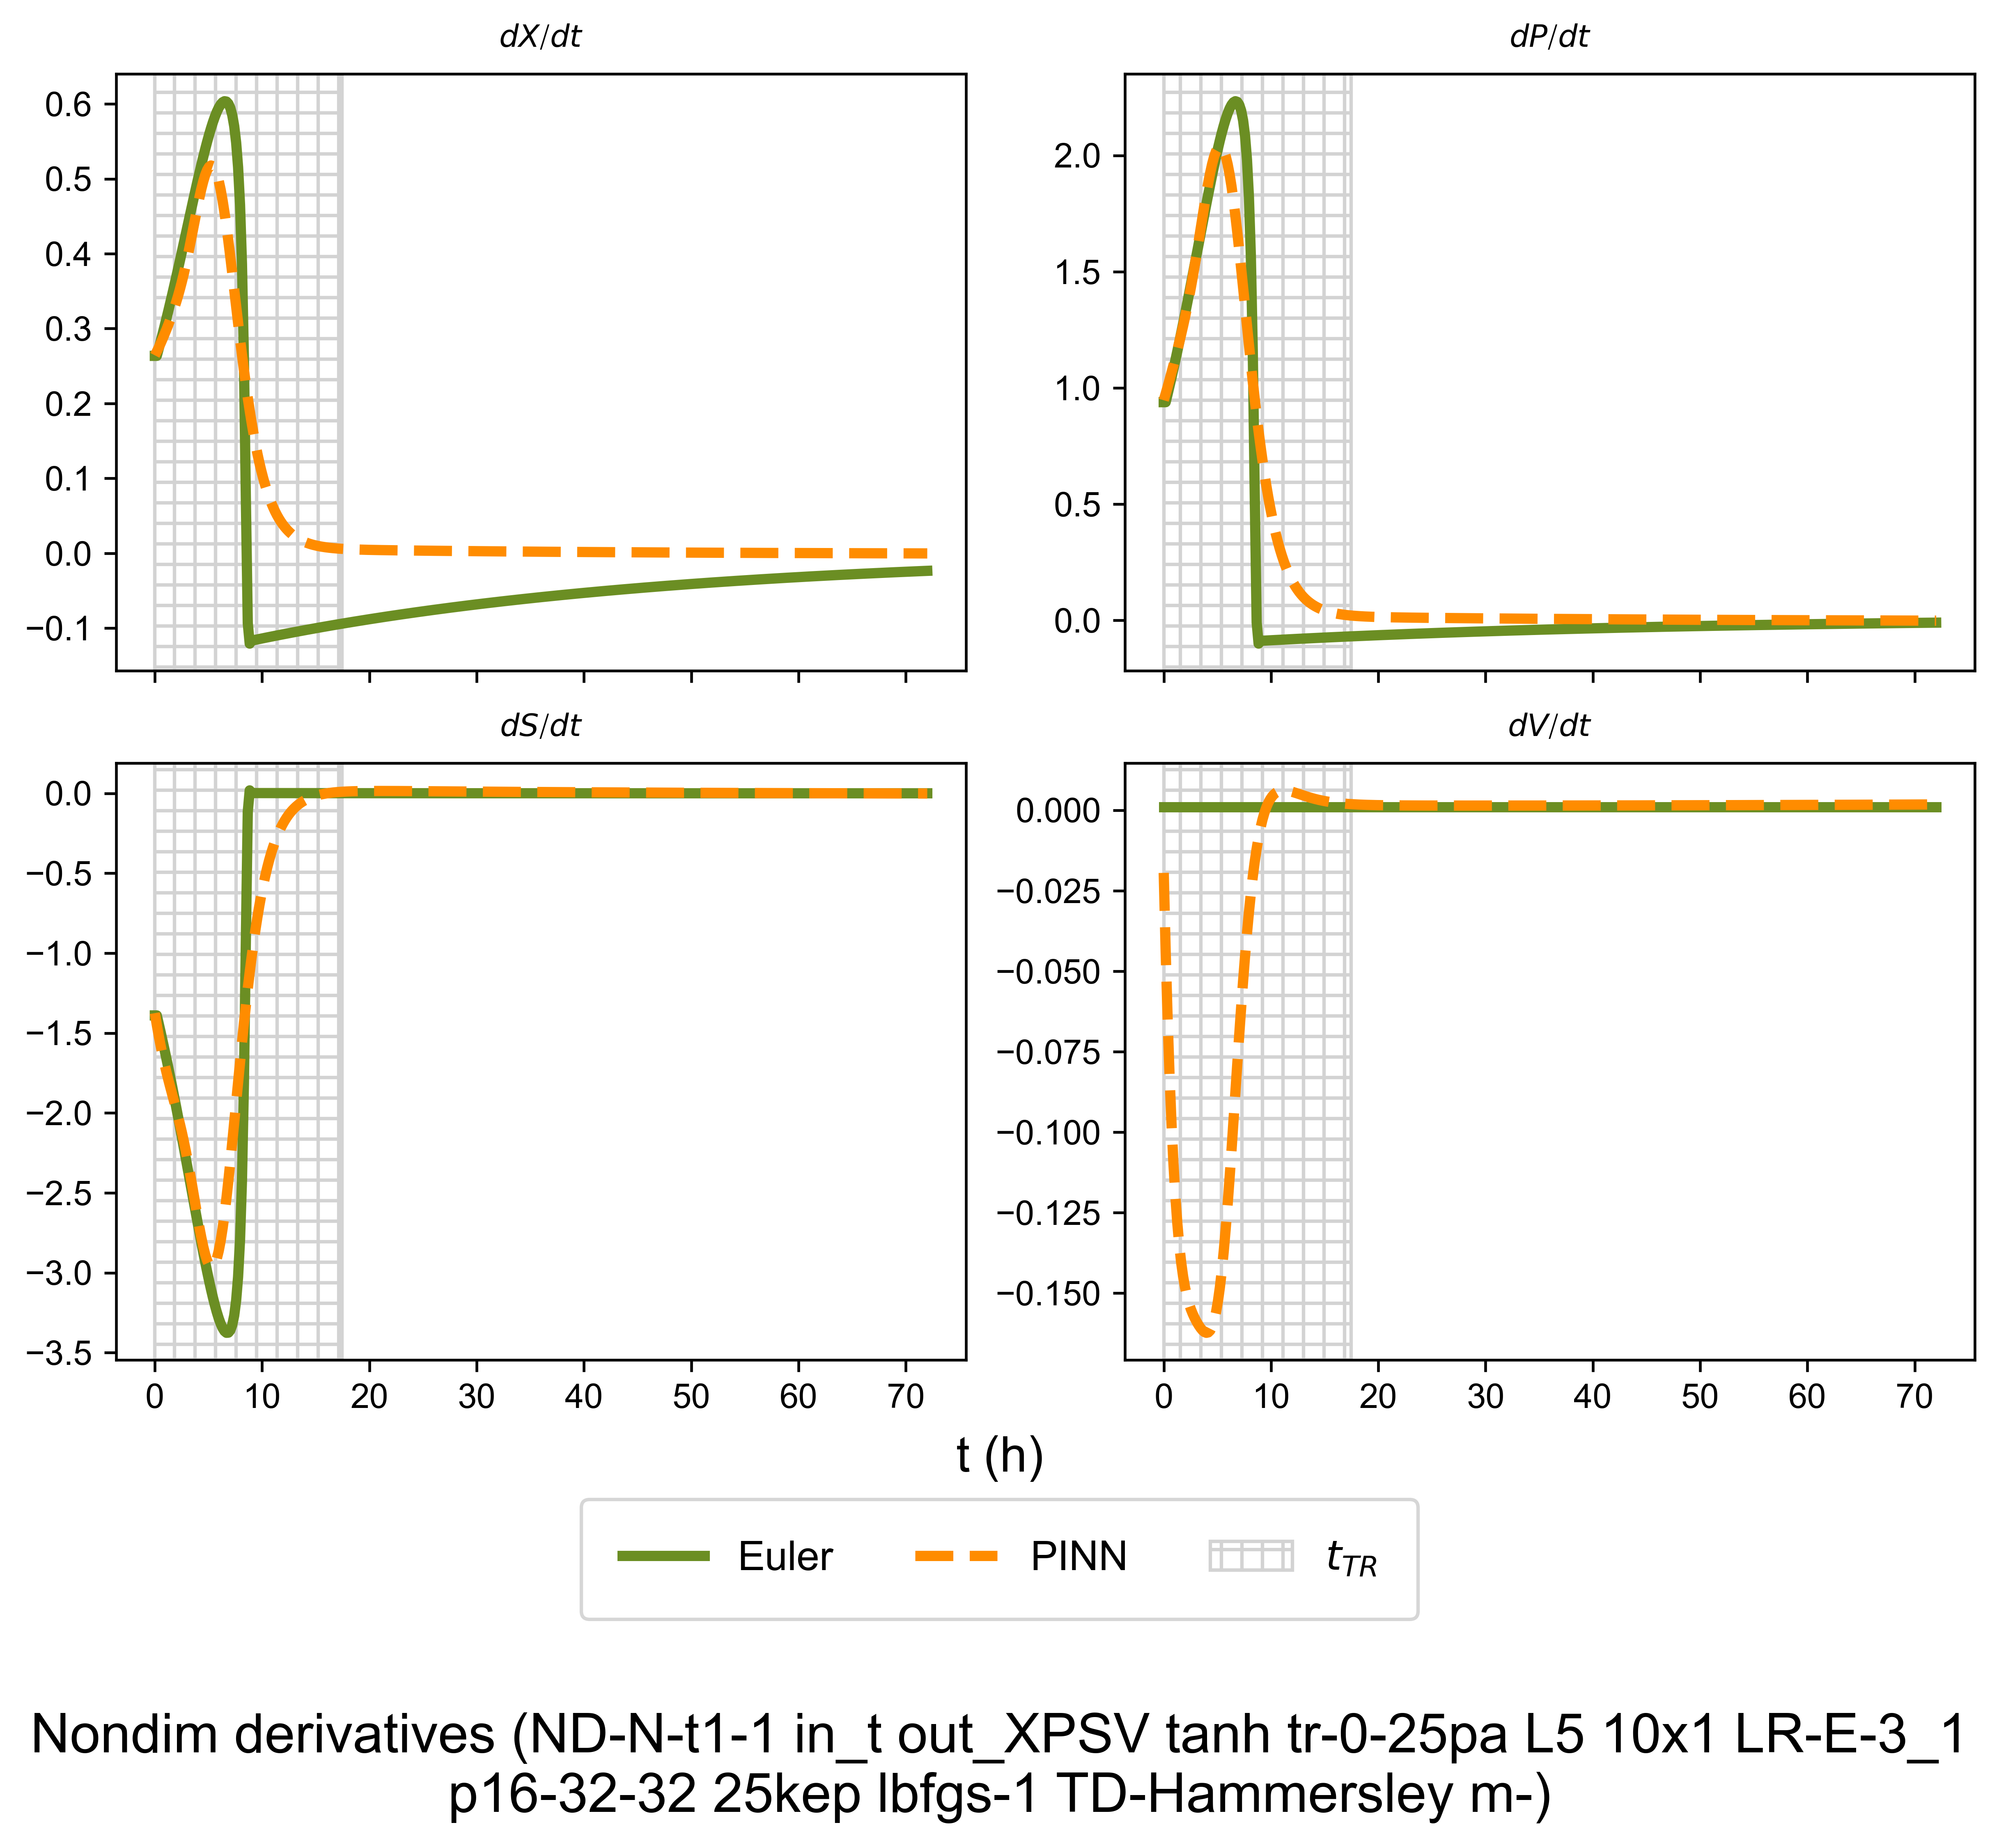 dX/dt
dP/dt
0.6
0.5
0.4
0.3
0.2
0.1
0.0
−0.1
2.0
1.5
1.0
0.5
0.0
dS/dt
dV/dt
0.0
−0.5
−1.0
−1.5
−2.0
−2.5
−3.0
−3.5
0 10 20 30 40 50 60 70
0.000
−0.025
−0.050
−0.075
−0.100
−0.125
−0.150
0 10 20 30 40 50 60 70
t (h)
Euler PINN t_{TR}
Nondim derivatives (ND-N-t1-1 in_t out_XPSV tanh tr-0-25pa L5 10x1 LR-E-3_1
p16-32-32 25kep lbfgs-1 TD-Hammersley m-)